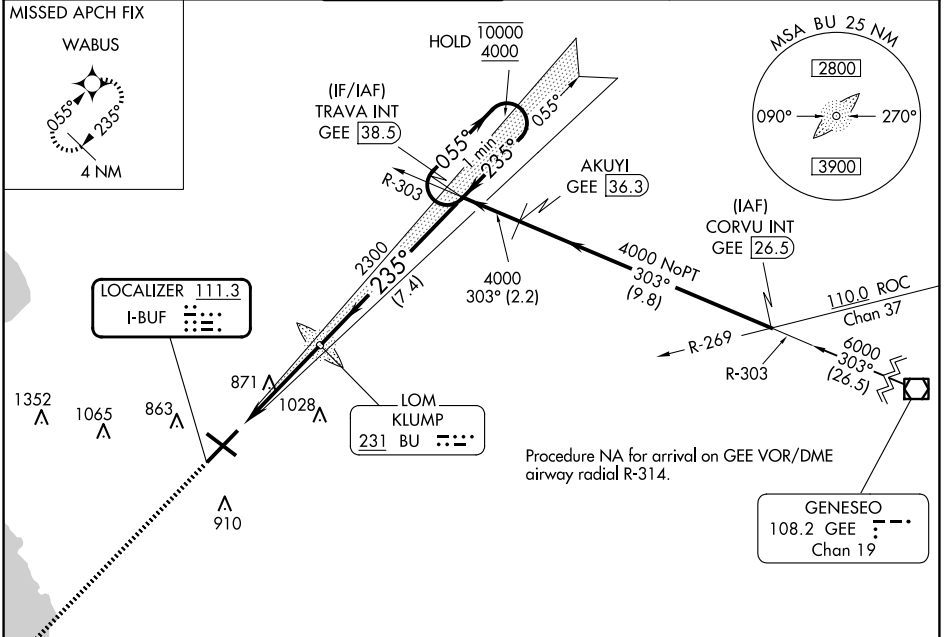 MISSED APCH FIX
WABUS
055°
235°
4 NM
HOLD 10000
4000
(IF/IAF)
TRAVA INT
GEE 38.5
055°
1 min
235°
055°
R-303
MSA BU 25 NM
2800
090°
270°
3900
AKUYI
GEE 36.3
(IAF)
CORVU INT
GEE 26.5
4000 NoPT
303°
(9.8)
4000
303° (2.2)
2300
235°
(7.4)
110.0 ROC
Chan 37
R-269
R-303
6000
303°
(26.5)
LOCALIZER 111.3
I-BUF
871
1028
1352
1065
863
910
LOM
KLUMP
231 BU
Procedure NA for arrival on GEE VOR/DME
airway radial R-314.
GENESEO
108.2 GEE
Chan 19